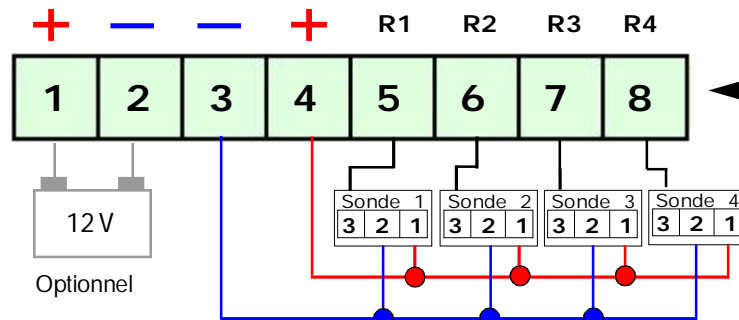 + — — + R1 R2 R3 R4
1 2 3 4 5 6 7 8
Sonde 1 Sonde 2 Sonde 3 Sonde 4
3 2 1 3 2 1 3 2 1 3 2 1
12 V
Optionnel